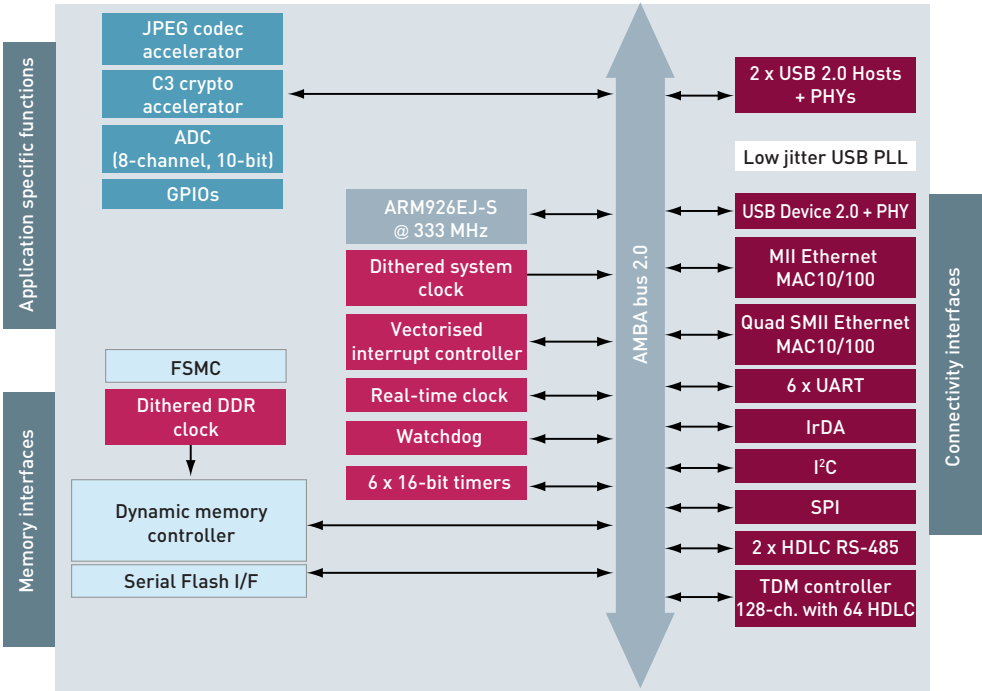 Application specific functions
Memory interfaces
JPEG codec
accelerator
C3 crypto
accelerator
ADC
(8-channel, 10-bit)
GPIOs
FSMC
Dithered DDR
clock
Dynamic memory
controller
Serial Flash I/F
ARM926EJ-S
@ 333 MHz
Dithered system
clock
Vectorised
interrupt controller
Real-time clock
Watchdog
6 x 16-bit timers
AMBA bus 2.0
2 x USB 2.0 Hosts
+ PHYs
Low jitter USB PLL
USB Device 2.0 + PHY
MII Ethernet
MAC10/100
Quad SMII Ethernet
MAC10/100
6 x UART
IrDA
I²C
SPI
2 x HDLC RS-485
TDM controller
128-ch. with 64 HDLC
Connectivity interfaces